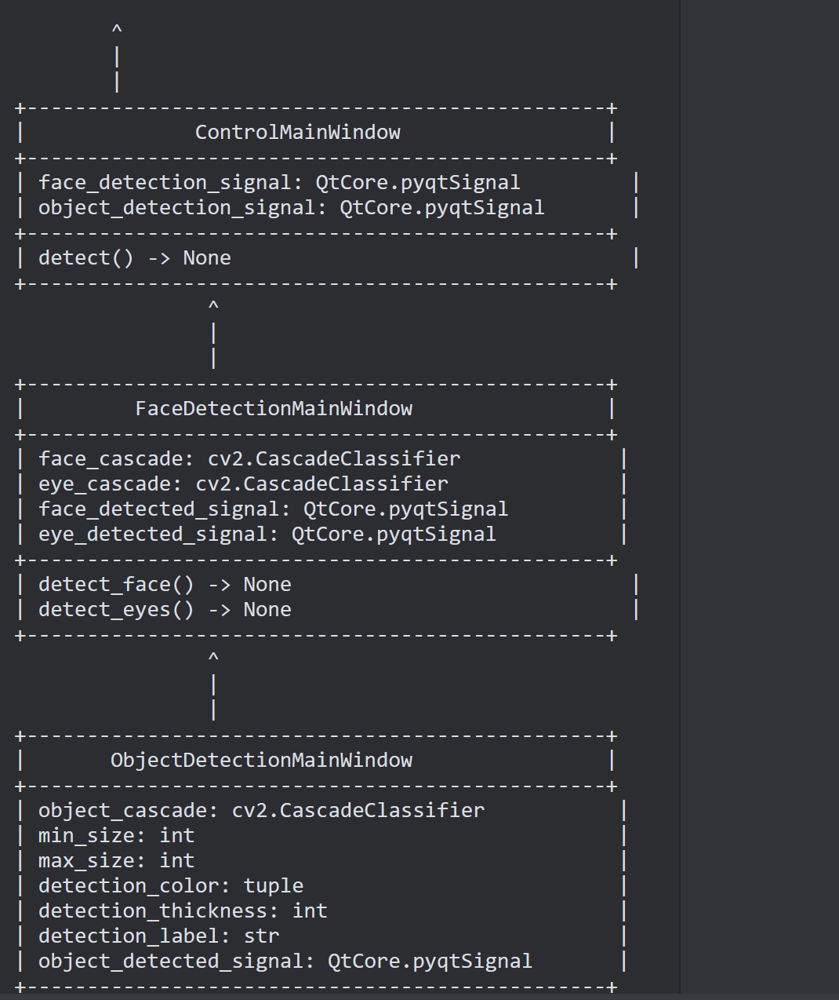 ^
         |
         |
+------------------------------------------------+
|              ControlMainWindow                 |
+------------------------------------------------+
| face_detection_signal: QtCore.pyqtSignal         |
| object_detection_signal: QtCore.pyqtSignal       |
+------------------------------------------------+
| detect() -> None                                 |
+------------------------------------------------+
                ^
                |
                |
+------------------------------------------------+
|         FaceDetectionMainWindow                |
+------------------------------------------------+
| face_cascade: cv2.CascadeClassifier             |
| eye_cascade: cv2.CascadeClassifier              |
| face_detected_signal: QtCore.pyqtSignal         |
| eye_detected_signal: QtCore.pyqtSignal          |
+------------------------------------------------+
| detect_face() -> None                            |
| detect_eyes() -> None                            |
+------------------------------------------------+
                ^
                |
                |
+------------------------------------------------+
|       ObjectDetectionMainWindow                |
+------------------------------------------------+
| object_cascade: cv2.CascadeClassifier           |
| min_size: int                                   |
| max_size: int                                   |
| detection_color: tuple                          |
| detection_thickness: int                        |
| detection_label: str                            |
| object_detected_signal: QtCore.pyqtSignal       |
+------------------------------------------------+